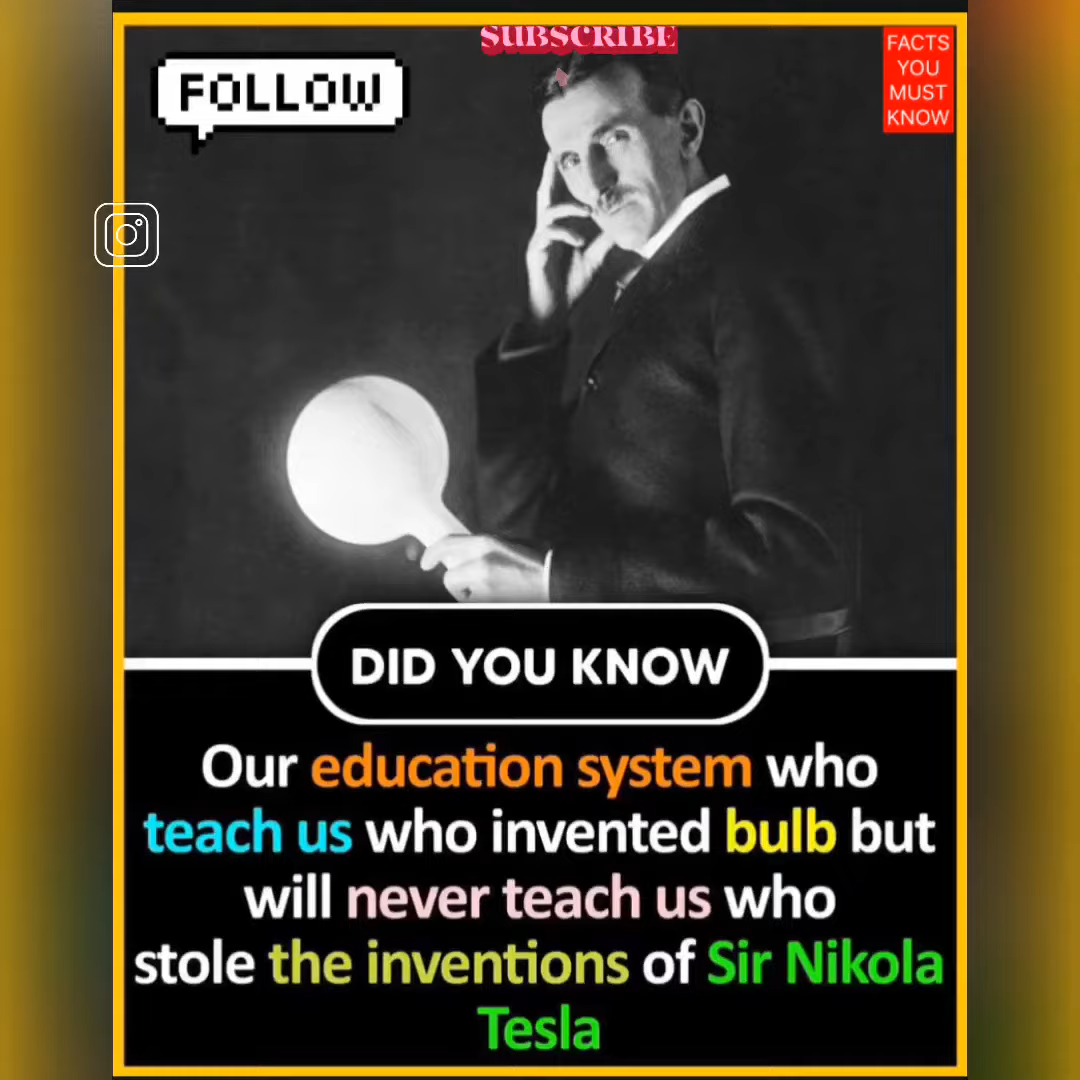 SUBSCRIBE
FOLLOW
FACTS
YOU
MUST
KNOW
DID YOU KNOW
Our education system who
teach us who invented bulb but
will never teach us who
stole the inventions of Sir Nikola
Tesla